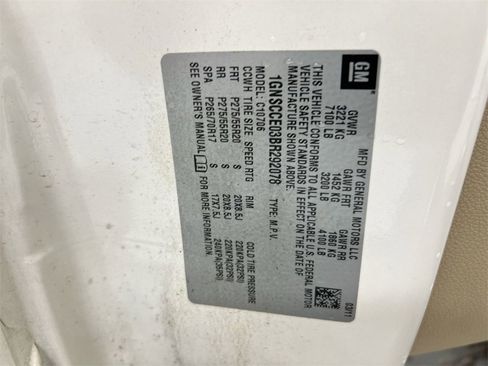 GM
MFD BY GENERAL MOTORS LLC
03/11
GVWR GAWR FRT GAWR RR
3221 KG 1452 KG 1860 KG
7100 LB 3200 LB 4100 LB
THIS VEHICLE CONFORMS TO ALL APPLICABLE U.S. FEDERAL MOTOR
VEHICLE SAFETY STANDARDS IN EFFECT ON THE DATE OF
MANUFACTURE SHOWN ABOVE.
1GNSCCE03BR292078 TYPE: M.P.V.
MODEL: C10706
CCWH TIRE SIZE SPEED RTG RIM COLD TIRE PRESSURE
FRT P275/55R20 S 20X8.5J 220KPA(32PSI)
RR P275/55R20 S 20X8.5J 220KPA(32PSI)
SPA P265/70R17 S 17X7.5J 240KPA(35PSI)
SEE OWNER'S MANUAL